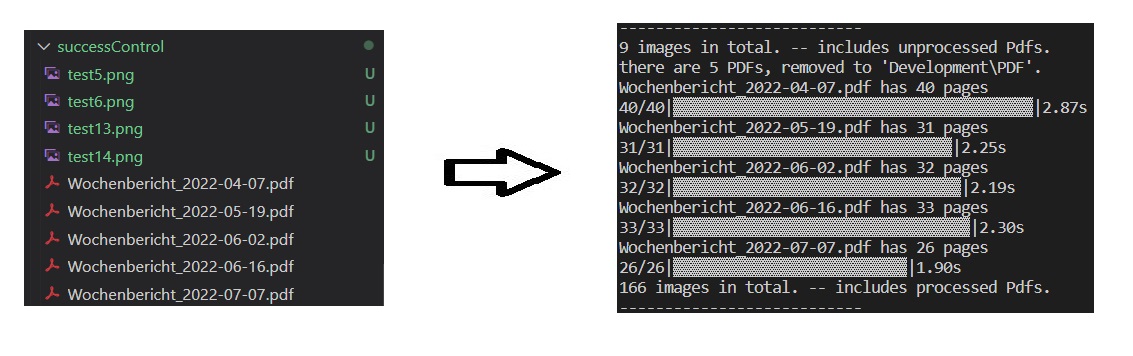 successControl
test5.png U
test6.png U
test13.png U
test14.png U
Wochenbericht_2022-04-07.pdf
Wochenbericht_2022-05-19.pdf
Wochenbericht_2022-06-02.pdf
Wochenbericht_2022-06-16.pdf
Wochenbericht_2022-07-07.pdf
---------------------------
9 images in total. -- includes unprocessed Pdfs.
there are 5 PDFs, removed to 'Development\PDF'.
Wochenbericht_2022-04-07.pdf has 40 pages
40/40| |2.87s
Wochenbericht_2022-05-19.pdf has 31 pages
31/31| |2.25s
Wochenbericht_2022-06-02.pdf has 32 pages
32/32| |2.19s
Wochenbericht_2022-06-16.pdf has 33 pages
33/33| |2.30s
Wochenbericht_2022-07-07.pdf has 26 pages
26/26| |1.90s
166 images in total. -- includes processed Pdfs.
---------------------------